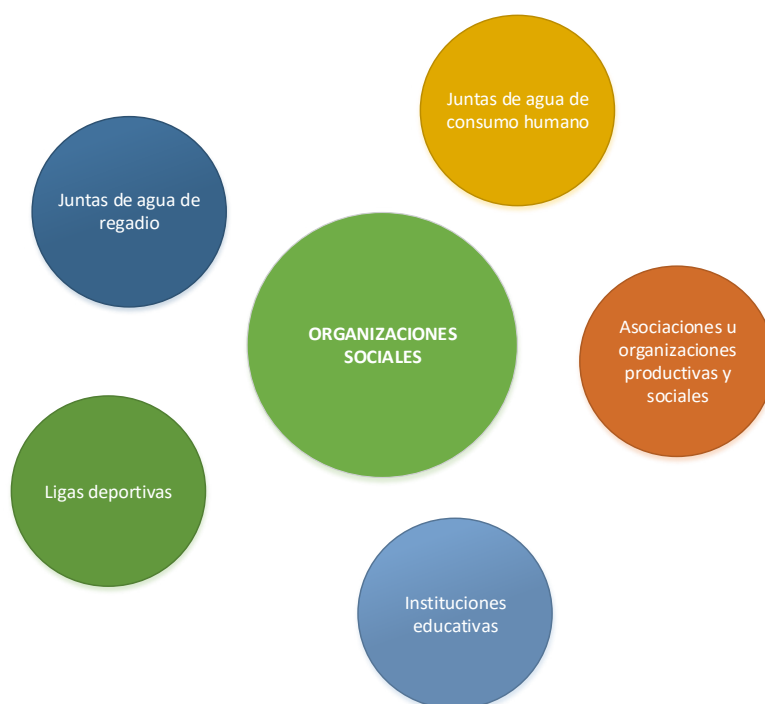 Juntas de agua de
consumo humano
Juntas de agua de
regadio
ORGANIZACIONES
SOCIALES
Asociaciones u
organizaciones
productivas y
sociales
Ligas deportivas
Instituciones
educativas